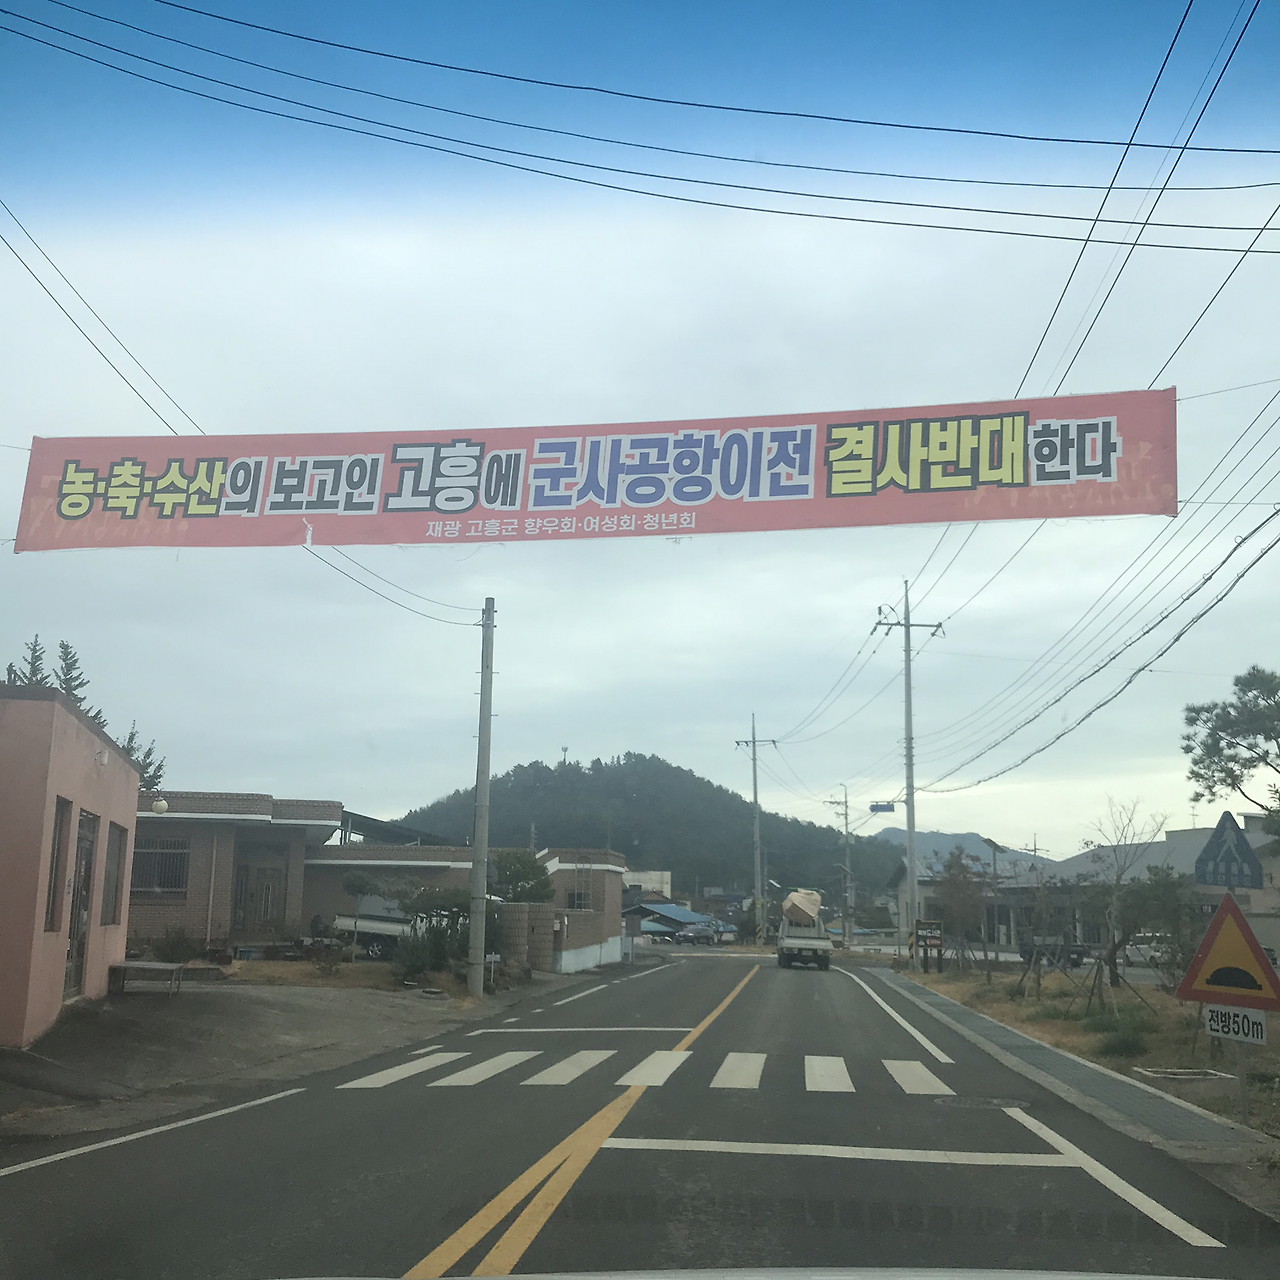 농·축·수산의 보고인 고흥에 군사공항이전 결사반대한다
재광 고흥군 향우회·여성회·청년회
전방50m